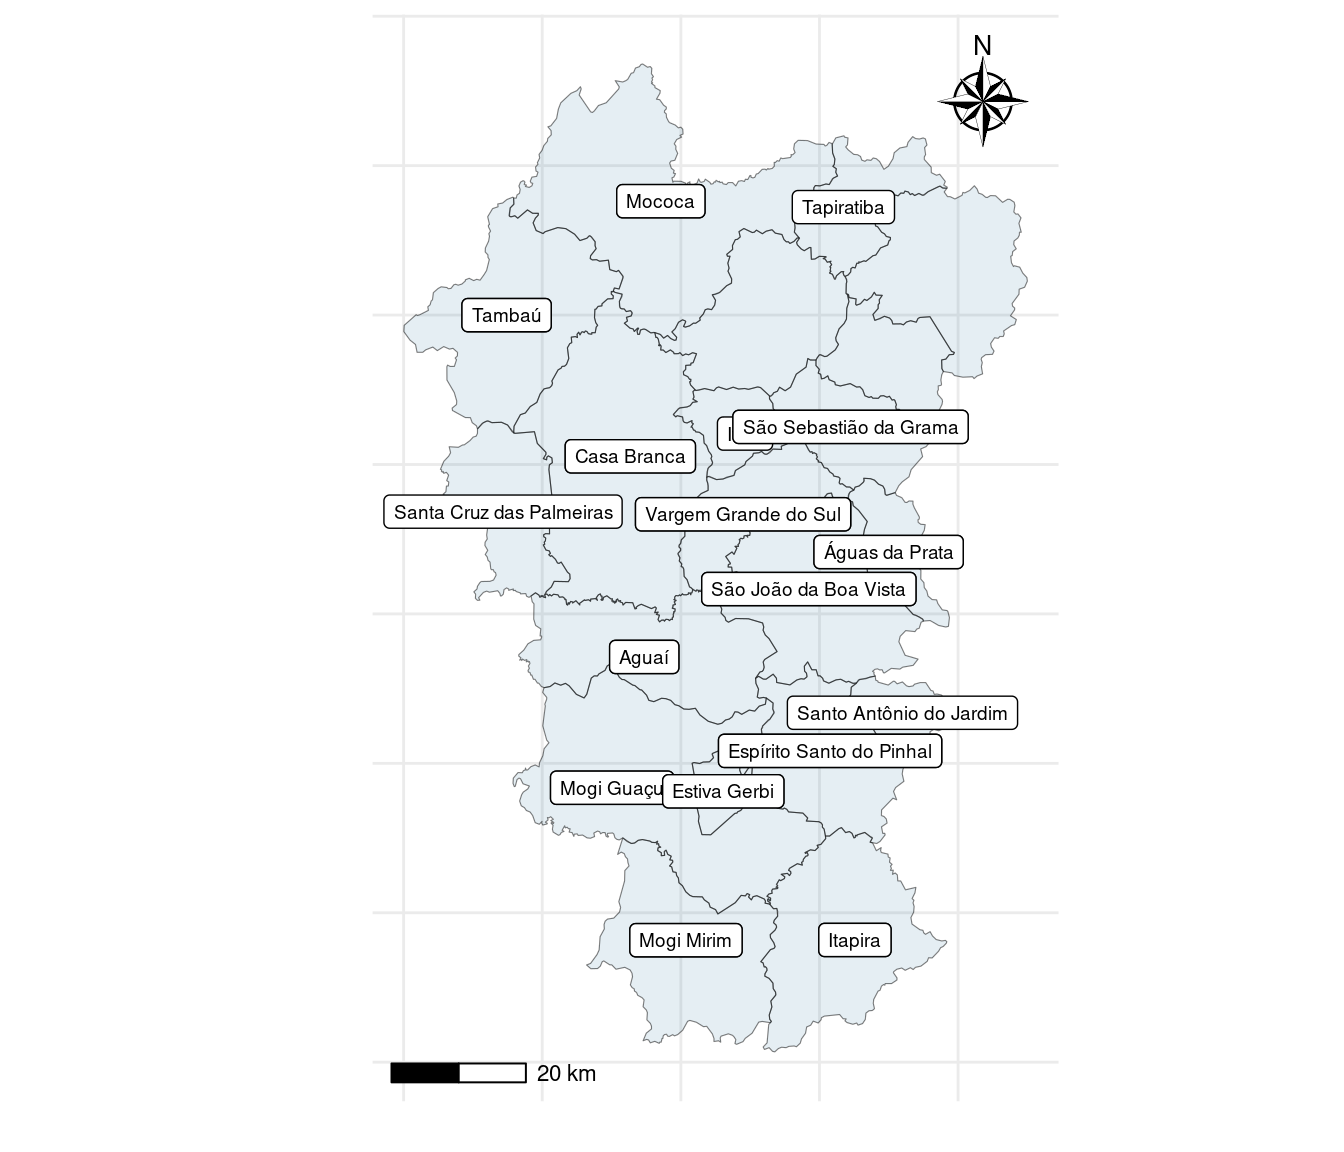 N
Mococa
Tapiratiba
Tambaú
São Sebastião da Grama
Casa Branca
Santa Cruz das Palmeiras
Vargem Grande do Sul
Águas da Prata
São João da Boa Vista
Aguaí
Santo Antônio do Jardim
Espírito Santo do Pinhal
Mogi Guaçu
Estiva Gerbi
Mogi Mirim
Itapira
20 km